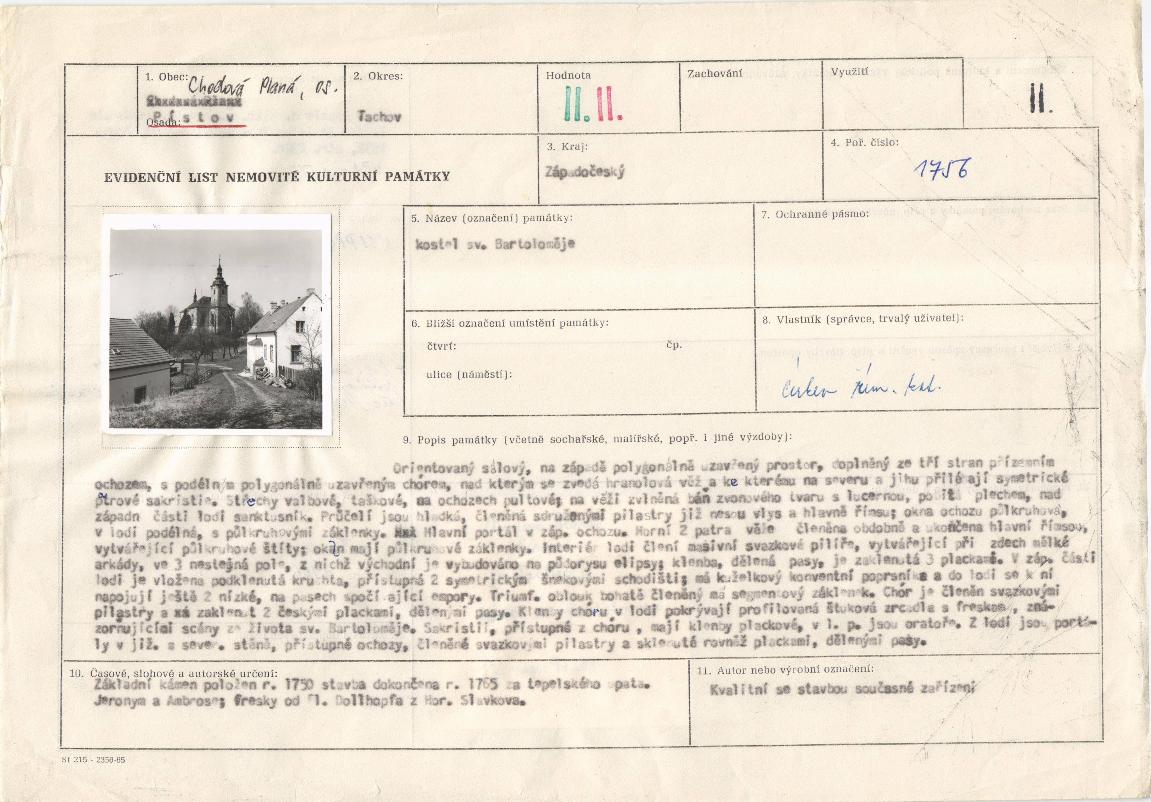 1. Obec: Chodová Planá, os.
Osada: Pístov
2. Okres:
Tachov
Hodnota
II. II.
Zachování
Využití
II.
EVIDENČNÍ LIST NEMOVITÉ KULTURNÍ PAMÁTKY
3. Kraj:
Západočeský
4. Poř. číslo:
1756
5. Název (označení) památky:
kostel sv. Bartoloměje
7. Ochranné pásmo:
6. Bližší označení umístění památky:
čtvrť: čp.
ulice (náměstí):
8. Vlastník (správce, trvalý uživatel):
církev řím. kat.
9. Popis památky (včetně sochařské, malířské, popř. i jiné výzdoby):
Orientovaný sálový, na západě polygonálně uzavřený prostor, doplněný ze tří stran přízemním
ochozem, s podélným polygonálně uzavřeným chórem, nad kterým se zvedá hranolová věž a ke kterému na severu a jihu přiléhají symetrické
patrové sakristie. Střechy valbové, taškové, na ochozech pultové; na věži zvlněná báň zvonového tvaru s lucernou, pobitá plechem, nad
západní částí lodi sanktusník. Průčelí jsou hladká, členěná sdruženými pilastry jež nesou vlys a hlavní římsu; okna ochozu půlkruhová,
v lodi podélná, s půlkruhovými záklenky. Hlavní portál v záp. ochozu. Horní 2 patra věže členěna obdobně a ukončena hlavní římsou,
vytvářející půlkruhové štíty; okna mají půlkruhové záklenky. Interiér lodi člení masivní svazkové pilíře, vytvářející při zdech mělké
arkády, ve 3 nestejná pole, z nichž východní je vybudováno na půdorysu elipsy; klenba, dělená pasy, je zaklenutá 3 plackami. V záp. části
lodi je vložena podklenutá kruchta, přístupná 2 symetrickým šnekovými schodišti; má kuželkový konventní poprsník a do lodi se k ní
napojují ještě 2 nízké, na pasech spočívající empory. Triumf. oblouk bohatě členěný má segmentový záklenek. Chór je členěn svazkovými
pilastry a zaklenut 2 českými plackami, dělenými pasy. Klenby chóru v lodi pokrývají profilovaná štuková zrcadla s freskami, zná-
zorňujícími scény ze života sv. Bartoloměje. Sakristii, přístupné z chóru , mají klenby plackové, v 1. p. jsou oratoře. Z lodi jsou portá-
ly v již. a sever. stěně, přístupné ochozy, členěné svazkovými pilastry a sklenuté rovněž plackami, dělenými pasy.
10. Časové, slohové a autorské určení:
Základní kámen položen r. 1750 stavba dokončena r. 1765 za tepelského opata.
Jeronyma a Ambrose; fresky od El. Dollhopfa z Hor. Slavkova.
11. Autor nebo výrobní označení:
Kvalitní se stavbou současné zařízení
St 216 - 2350-65